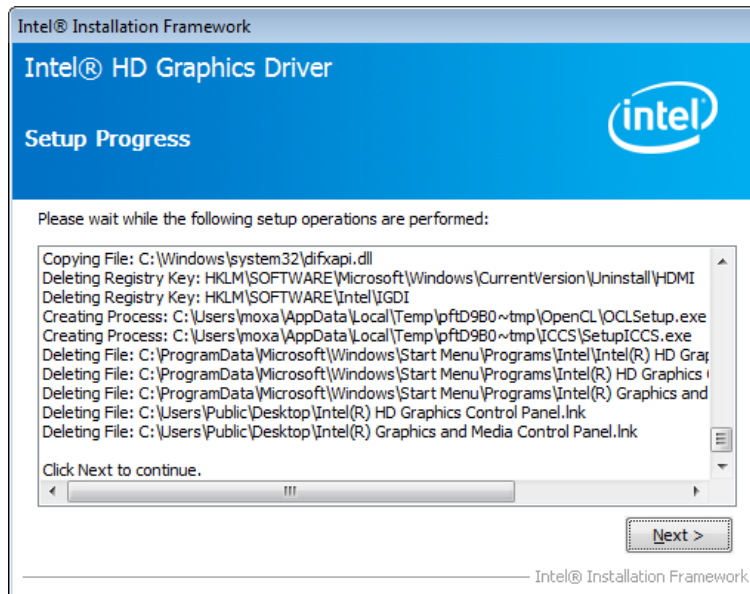 Intel® Installation Framework
Intel® HD Graphics Driver
intel®
Setup Progress
Please wait while the following setup operations are performed:
Copying File: C:\Windows\system32\difxapi.dll
Deleting Registry Key: HKLM\SOFTWARE\Microsoft\Windows\CurrentVersion\Uninstall\HDMI
Deleting Registry Key: HKLM\SOFTWARE\Intel\IGDI
Creating Process: C:\Users\moxa\AppData\Local\Temp\pftD9B0~tmp\OpenCL\OCLSetup.exe
Creating Process: C:\Users\moxa\AppData\Local\Temp\pftD9B0~tmp\ICCS\SetupICCS.exe
Deleting File: C:\ProgramData\Microsoft\Windows\Start Menu\Programs\Intel\Intel(R) HD Grap
Deleting File: C:\ProgramData\Microsoft\Windows\Start Menu\Programs\Intel(R) HD Graphics (
Deleting File: C:\ProgramData\Microsoft\Windows\Start Menu\Programs\Intel(R) Graphics and
Deleting File: C:\Users\Public\Desktop\Intel(R) HD Graphics Control Panel.lnk
Deleting File: C:\Users\Public\Desktop\Intel(R) Graphics and Media Control Panel.lnk
Click Next to continue.
Next >
Intel® Installation Framework